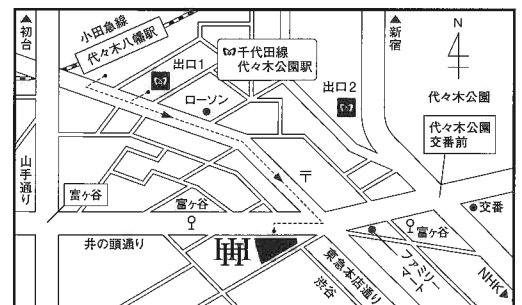 ▲初台
小田急線
代々木八幡駅
出口1
千代田線
代々木公園駅
▲新宿
N
出口2
代々木公園
ローソン
代々木公園
交番前
山手通り
〒
富ヶ谷
富ヶ谷
交番
富ヶ谷
井の頭通り
ファミリー
マート
東急本店通り
渋谷
NHK▲